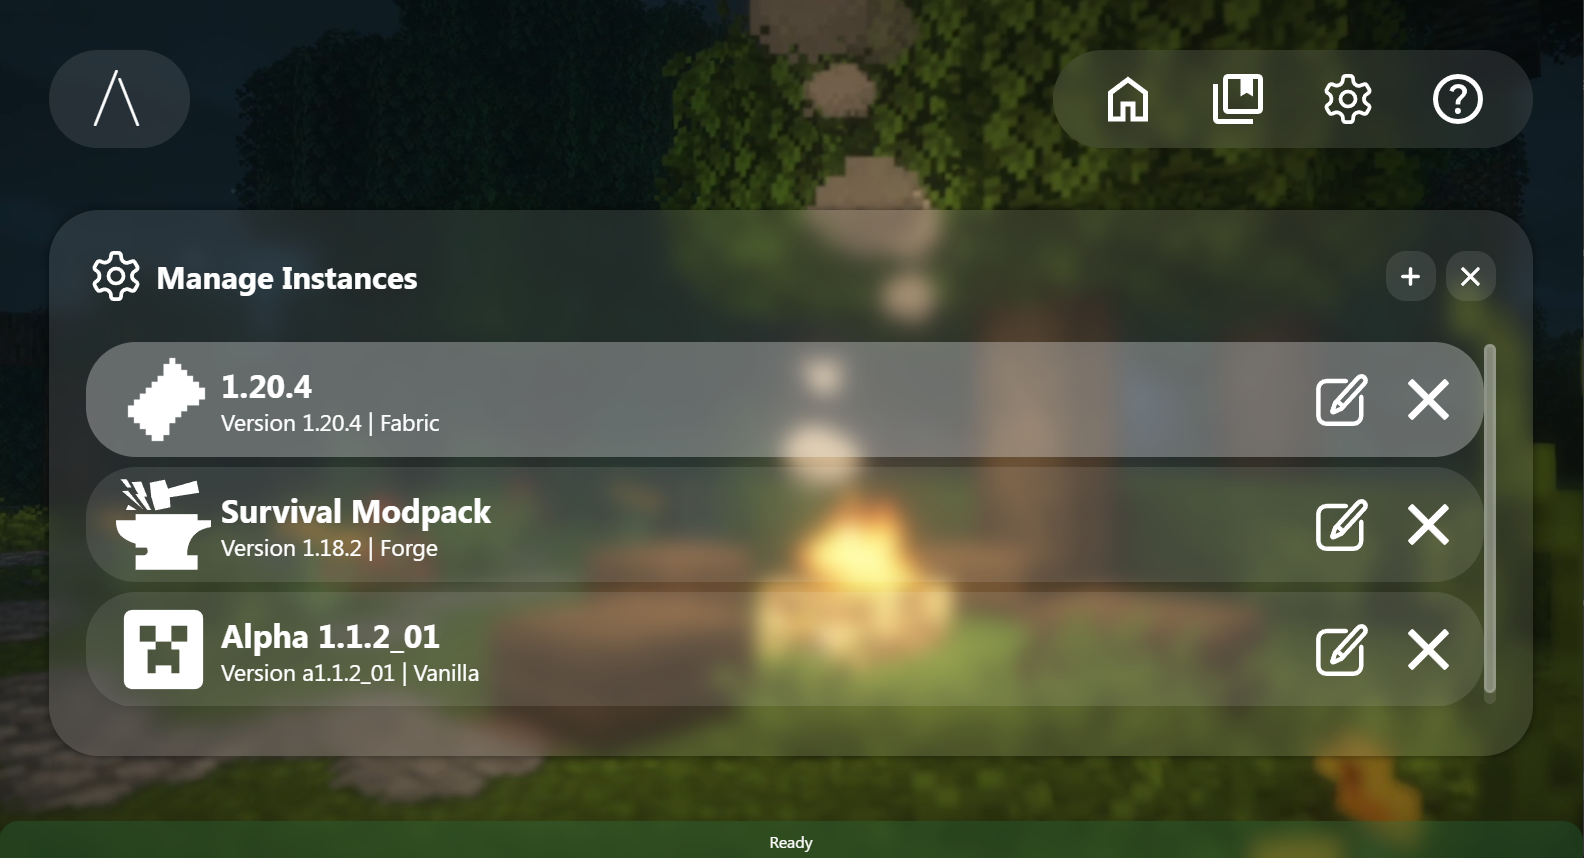 Manage Instances
1.20.4
Version 1.20.4 | Fabric
Survival Modpack
Version 1.18.2 | Forge
Alpha 1.1.2_01
Version a1.1.2_01 | Vanilla
Ready